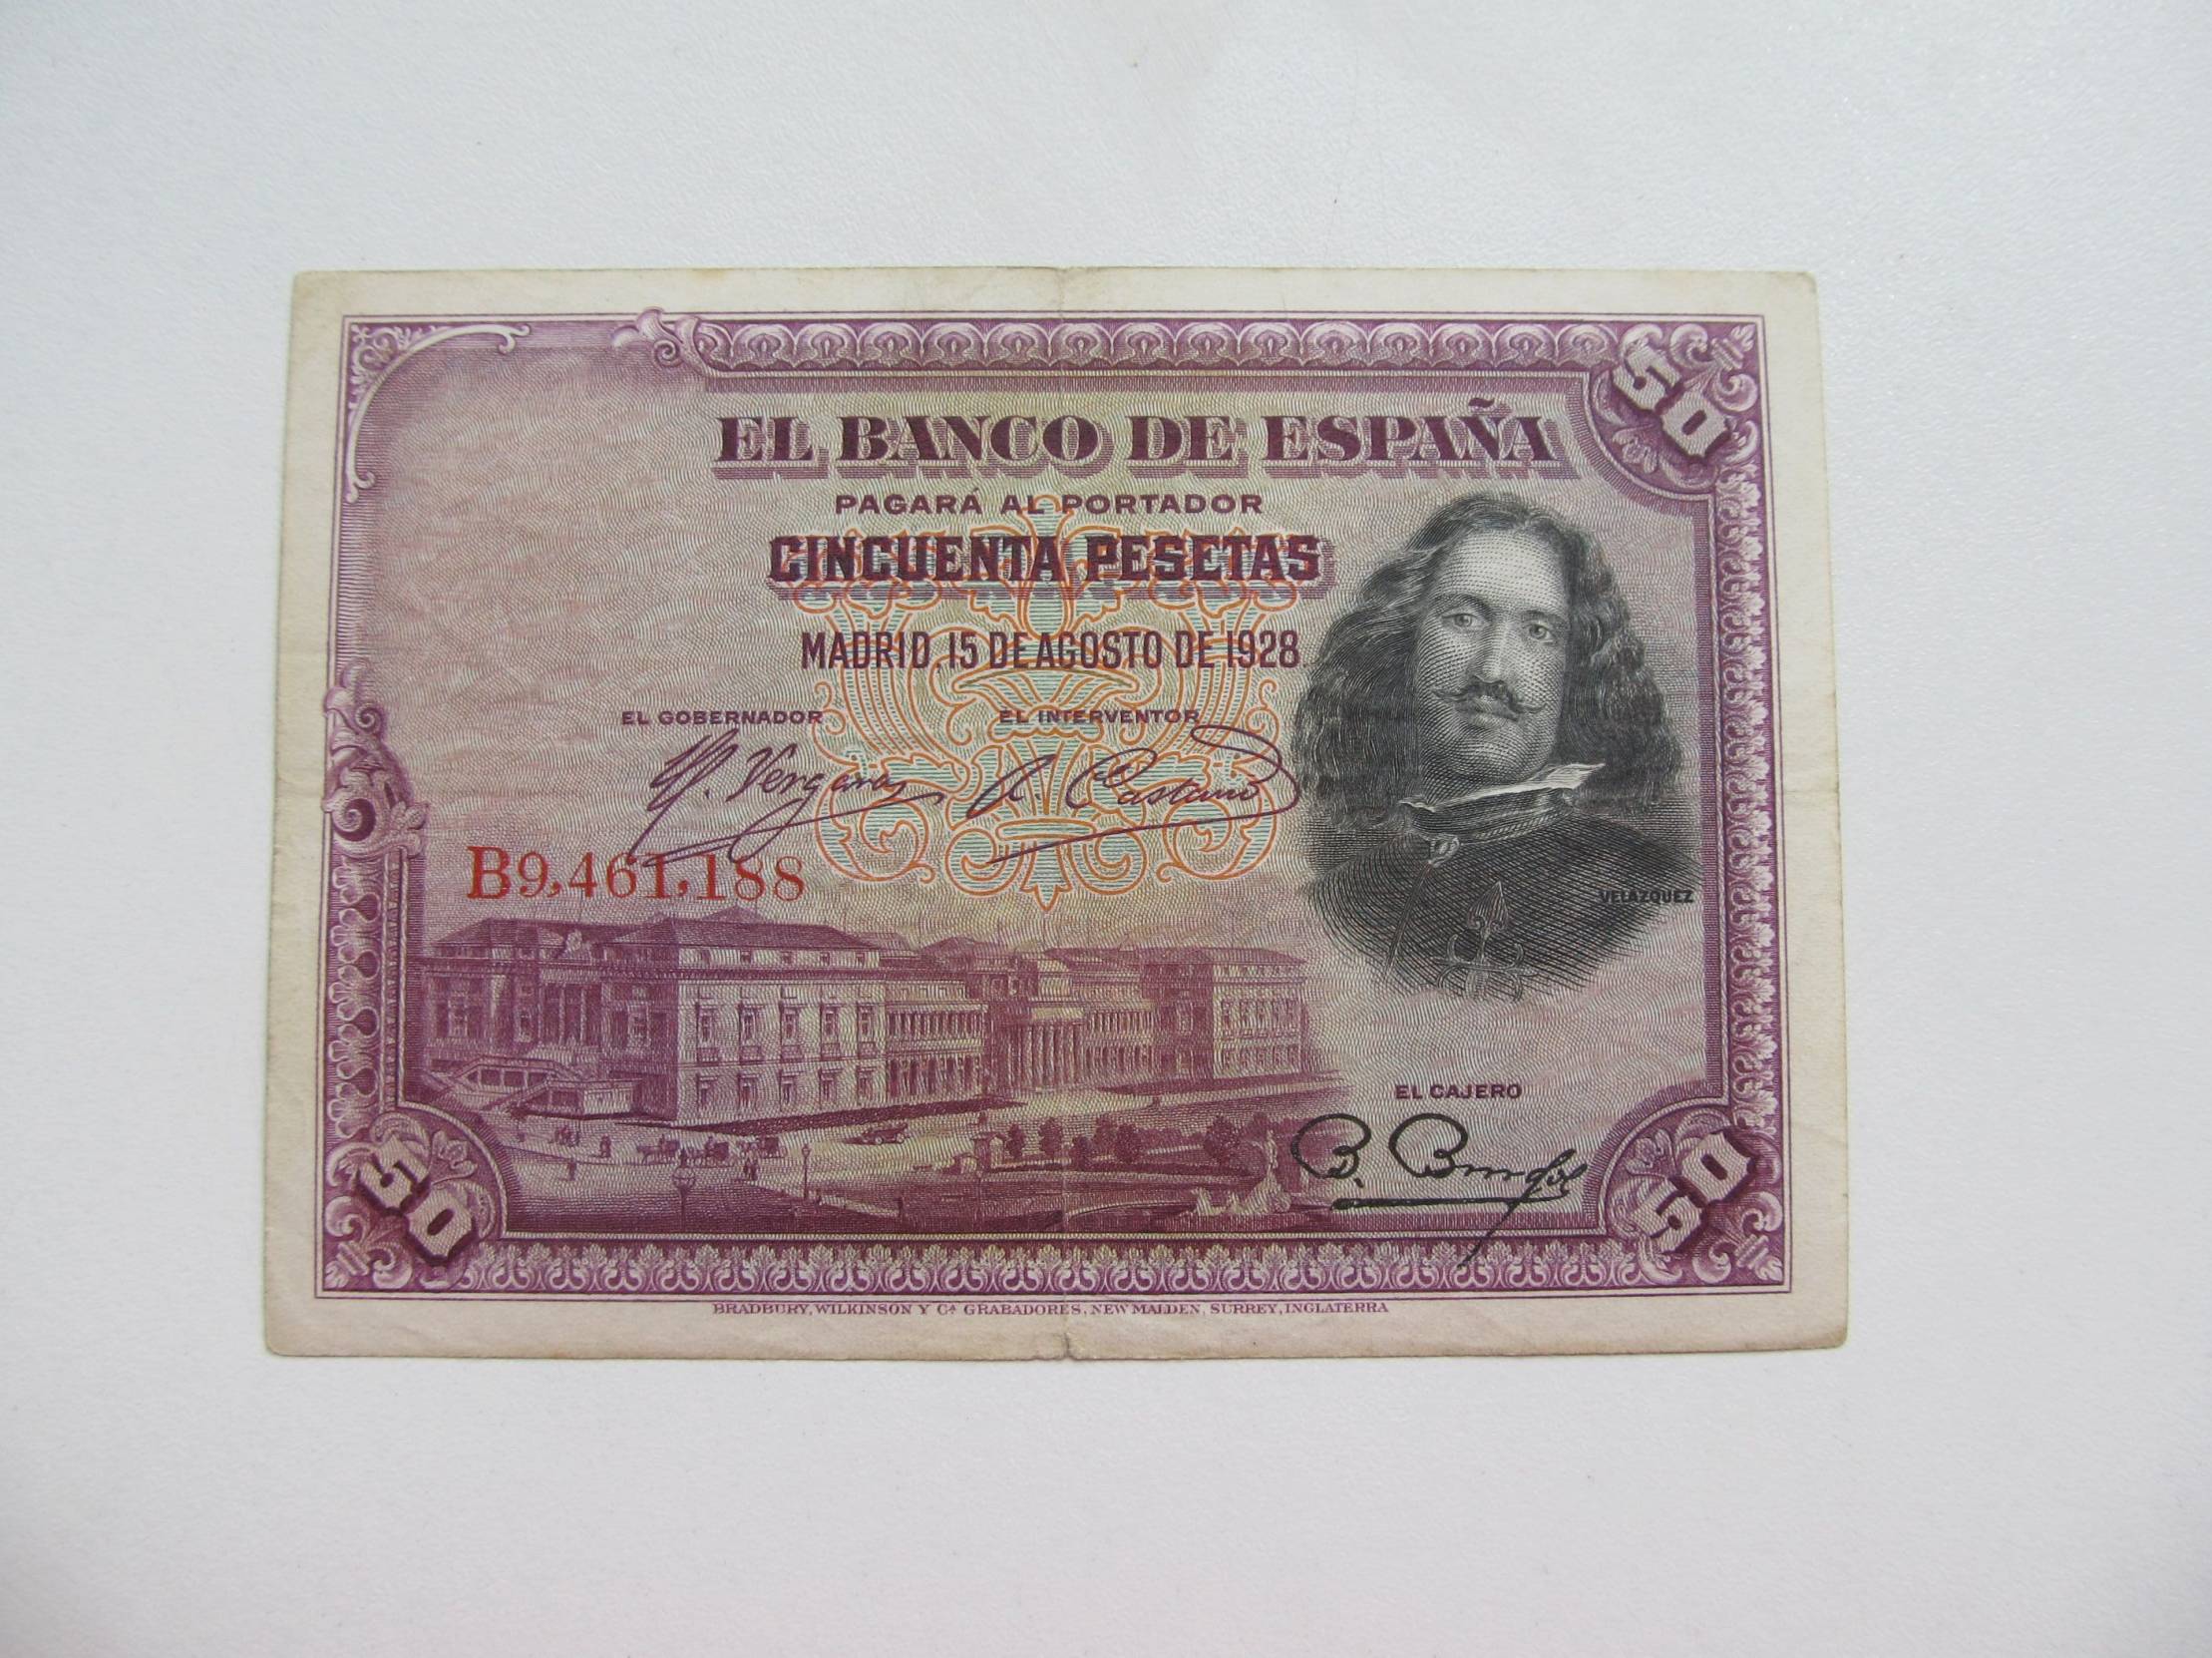 50
EL BANCO DE ESPAÑA
PAGARÁ AL PORTADOR
CINCUENTA PESETAS
MADRID 15 DE AGOSTO DE 1928
EL GOBERNADOR EL INTERVENTOR
B9,461,188
VELAZQUEZ
EL CAJERO
50 50
BRADBURY, WILKINSON Y Cª GRABADORES, NEW MALDEN, SURREY, INGLATERRA